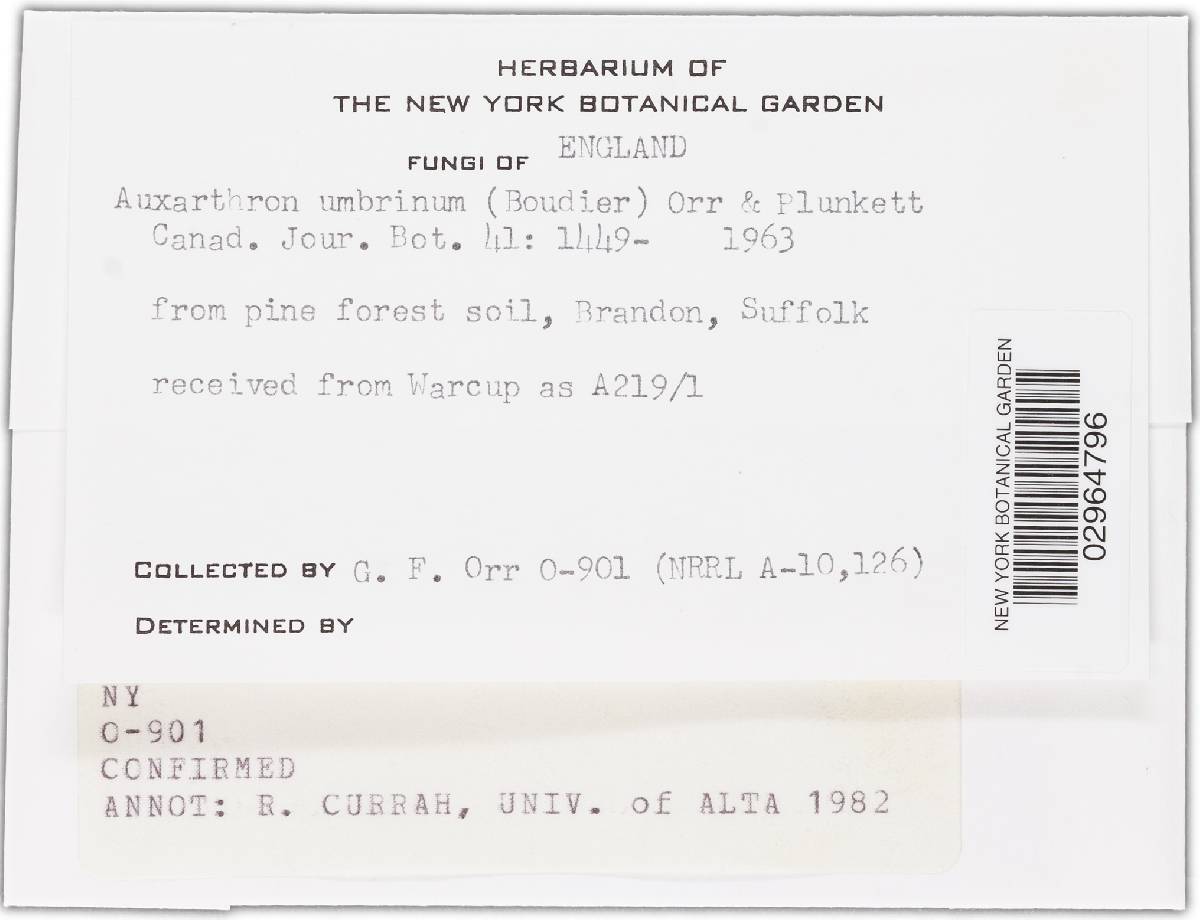 HERBARIUM OF
THE NEW YORK BOTANICAL GARDEN
FUNGI OF ENGLAND
Auxarthron umbrinum (Boudier) Orr & Plunkett
Canad. Jour. Bot. 41: 1449- 1963
from pine forest soil, Brandon, Suffolk
received from Warcup as A219/1
COLLECTED BY G. F. Orr O-901 (NRRL A-10,126)
DETERMINED BY
NEW YORK BOTANICAL GARDEN
02964796
NY
O-901
CONFIRMED
ANNOT: R. CURRAH, UNIV. of ALTA 1982